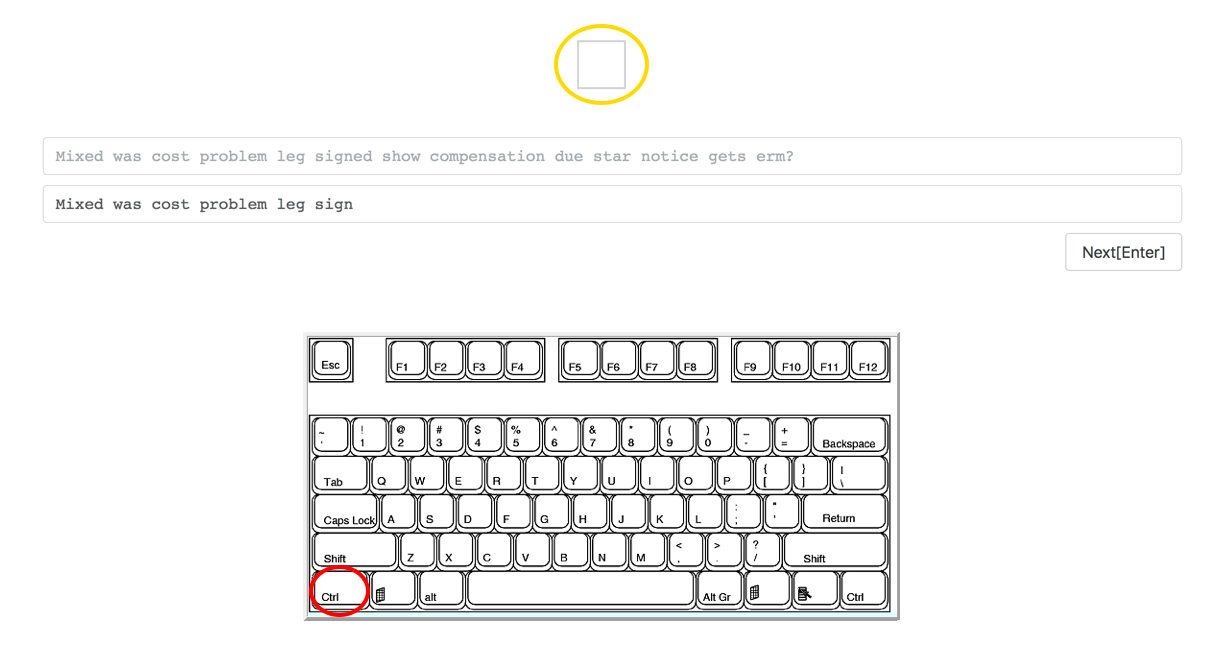 Mixed was cost problem leg signed show compensation due star notice gets erm?
Mixed was cost problem leg sign
Next[Enter]
Esc F1 F2 F3 F4 F5 F6 F7 F8 F9 F10 F11 F12
~ ! @ # $ % ^ & * ( ) _ +
' 1 2 3 4 5 6 7 8 9 0 - = Backspace
Tab Q W E R T Y U I O P { [ } ] | \
Caps Lock A S D F G H J K L : ; " ' Return
Shift Z X C V B N M < , > . ? / Shift
Ctrl alt Alt Gr Ctrl